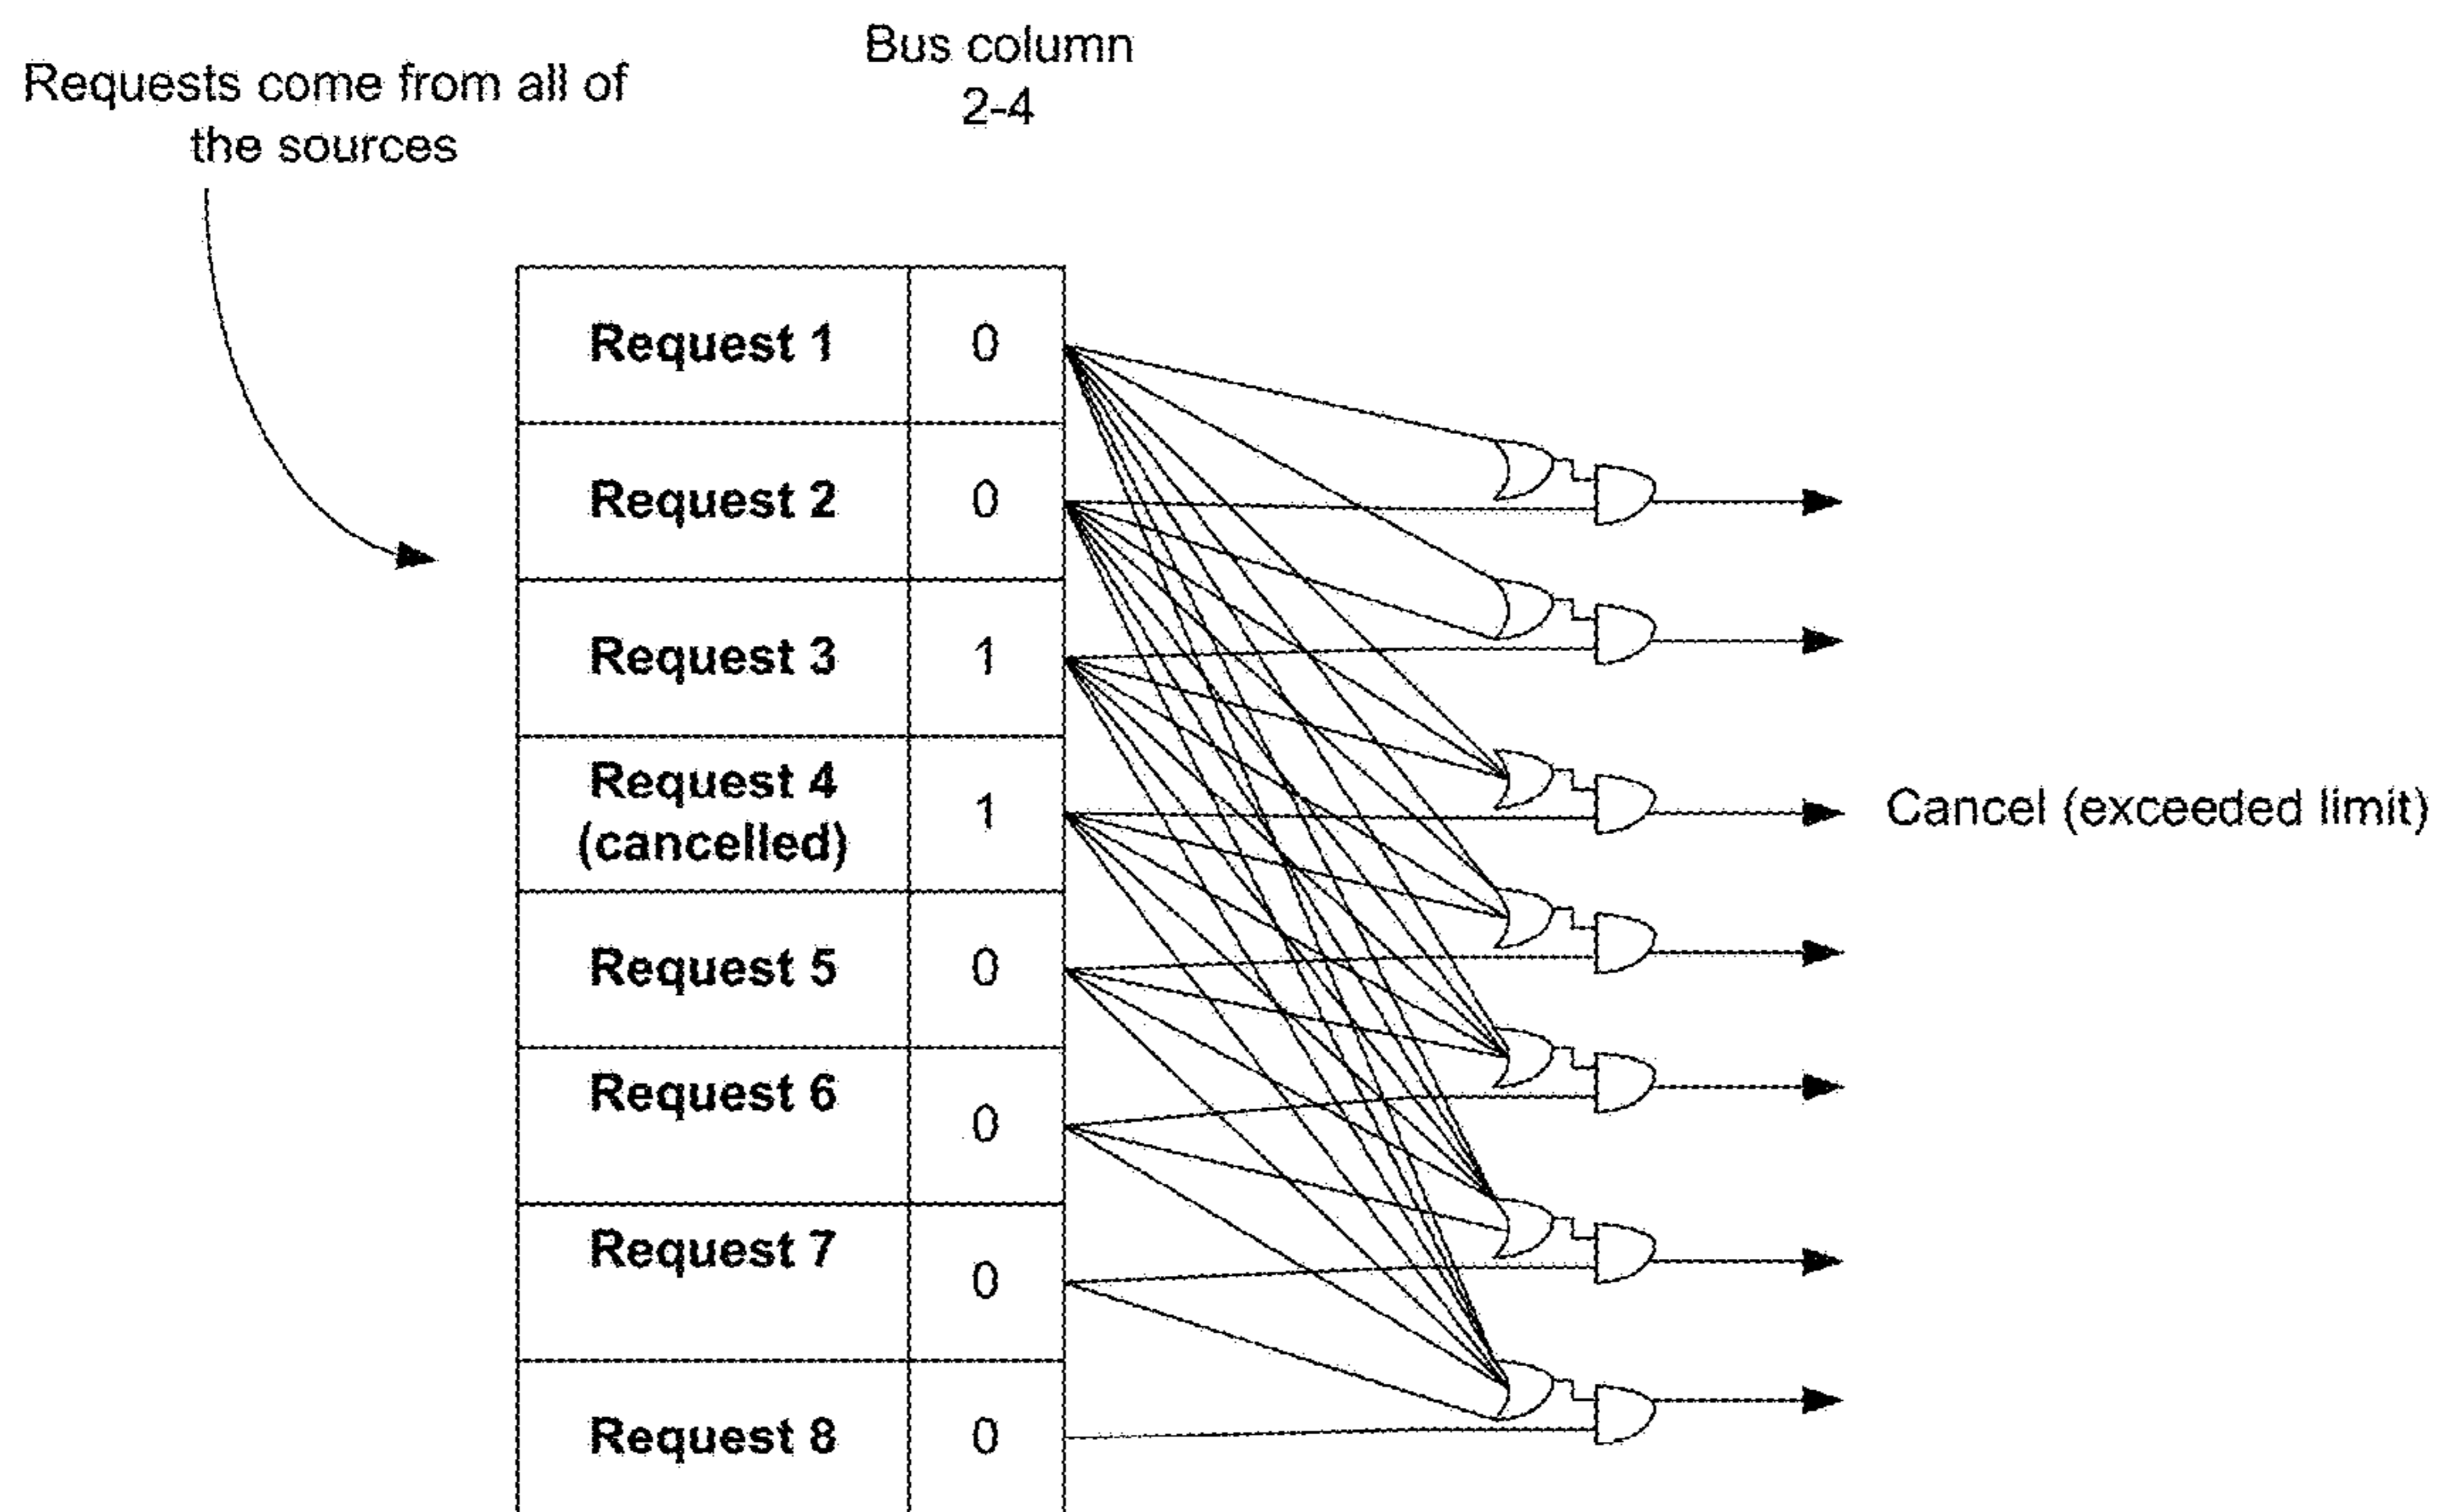 Requests come from all of
the sources
Bus column
2-4
Request 1 0
Request 2 0
Request 3 1
Request 4
(cancelled) 1
Request 5 0
Request 6 0
Request 7 0
Request 8 0
Cancel (exceeded limit)